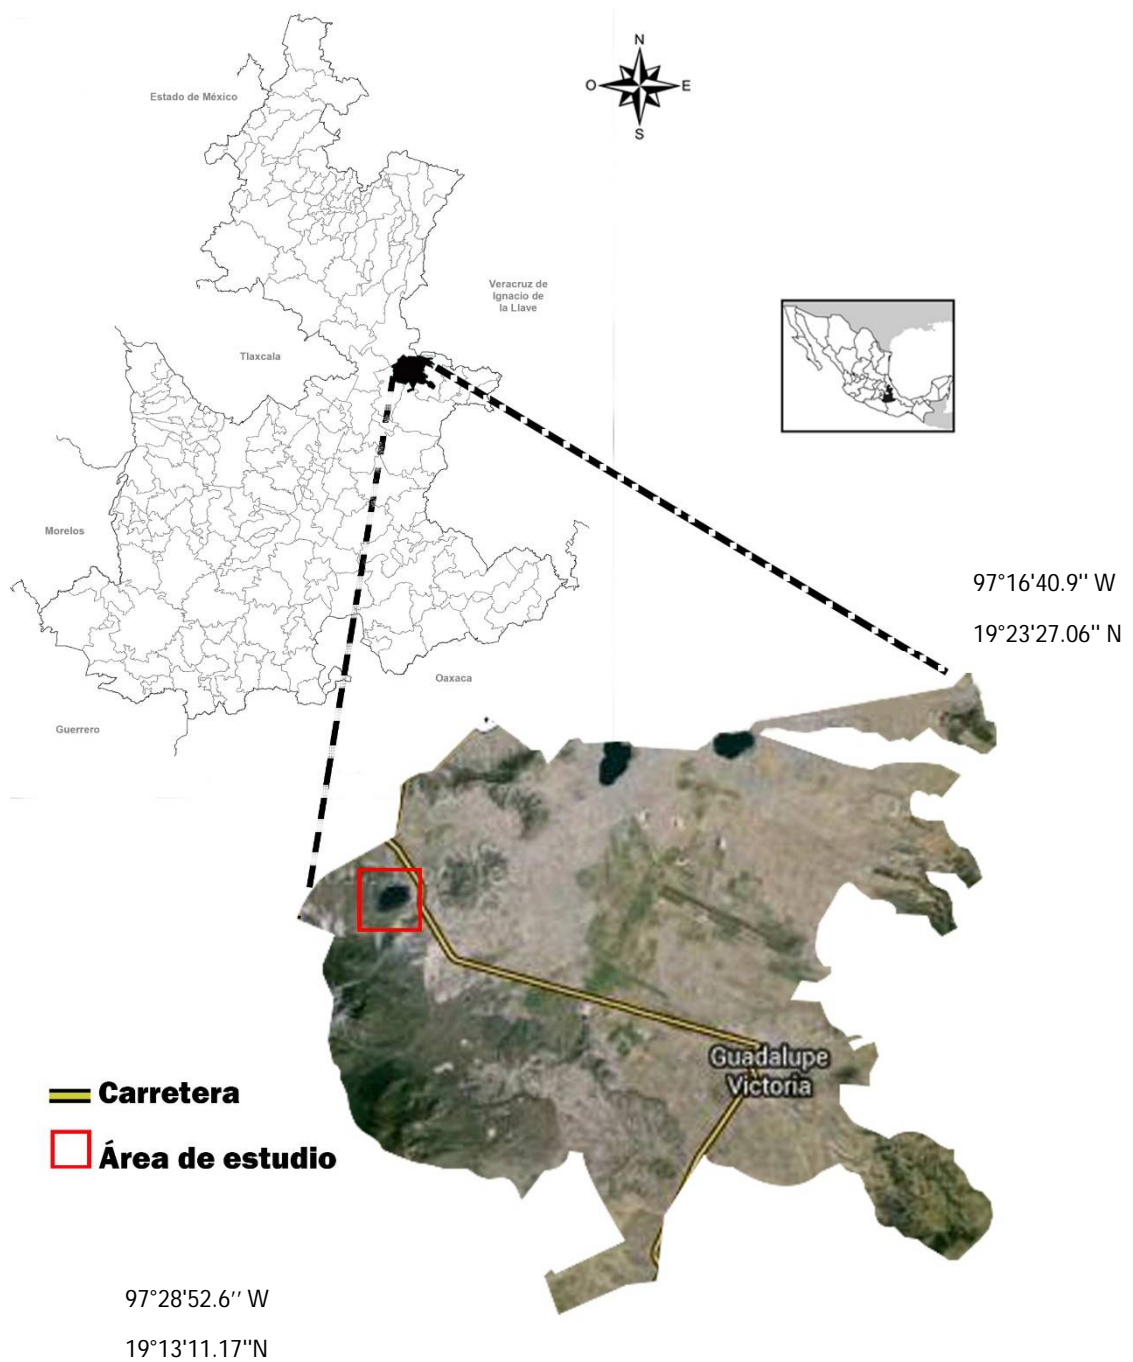 N
O
E
S
Estado de México
Veracruz de
Ignacio de
la Llave
Tlaxcala
Morelos
97°16'40.9'' W
19°23'27.06'' N
Oaxaca
Guerrero
Guadalupe
Victoria
Carretera
Área de estudio
97°28'52.6'' W
19°13'11.17''N